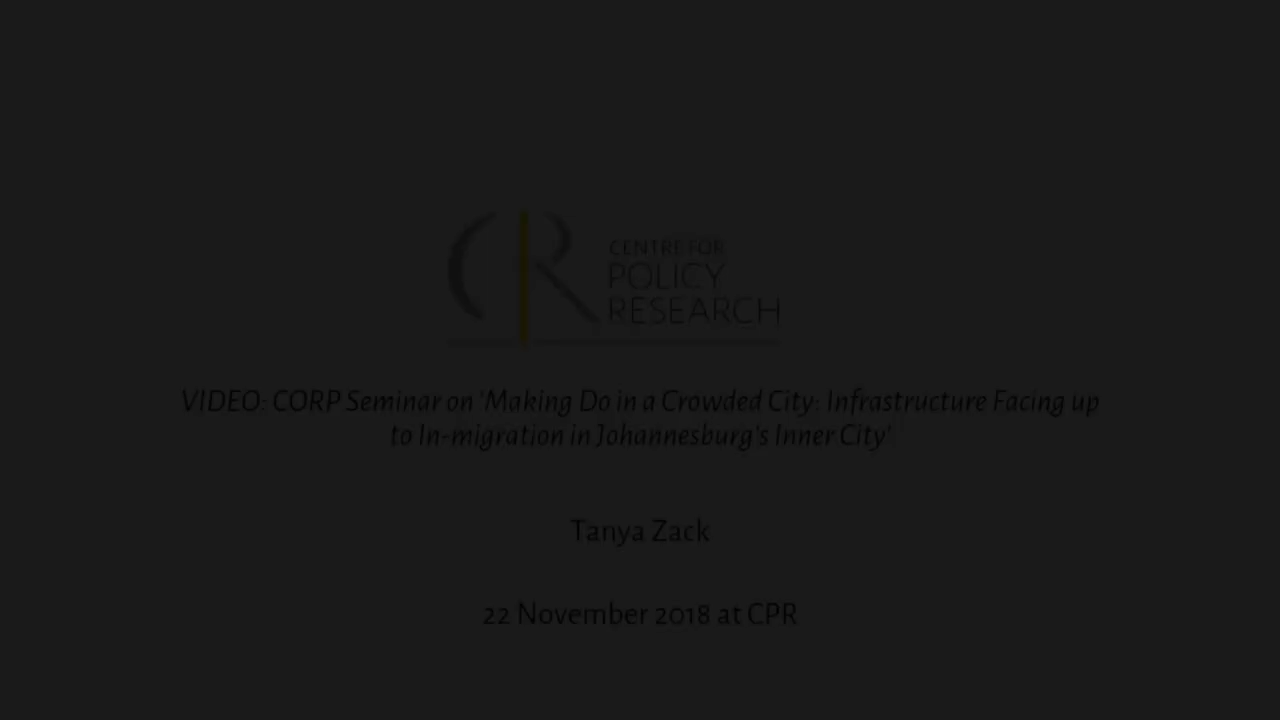 CR
CENTRE FOR
POLICY
RESEARCH
VIDEO: CORP Seminar on 'Making Do in a Crowded City: Infrastructure Facing up
to In-migration in Johannesburg's Inner City'
Tanya Zack
22 November 2018 at CPR